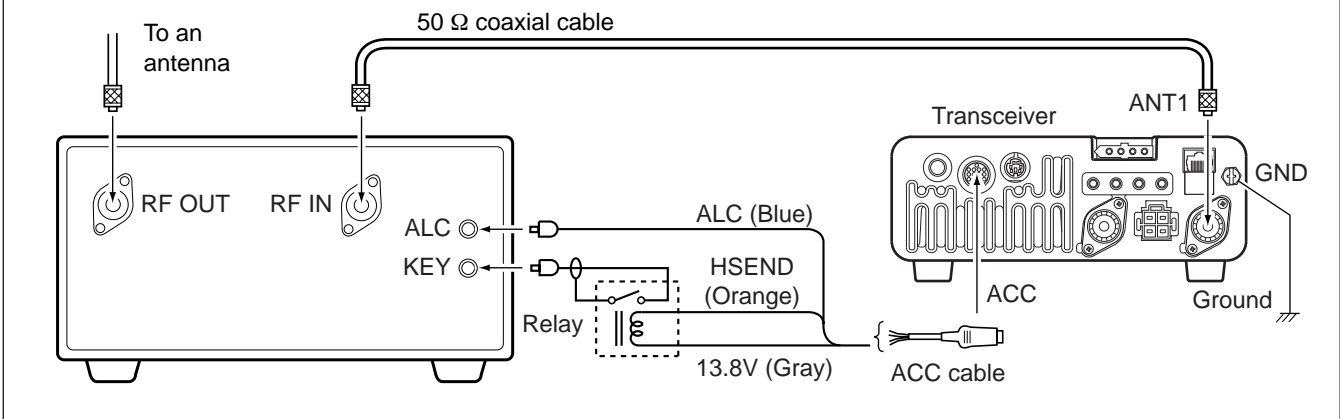 To an
antenna
50 Ω coaxial cable
Transceiver
ANT1
GND
RF OUT
RF IN
ALC
KEY
ALC (Blue)
HSEND
(Orange)
Relay
13.8V (Gray)
ACC
ACC cable
Ground